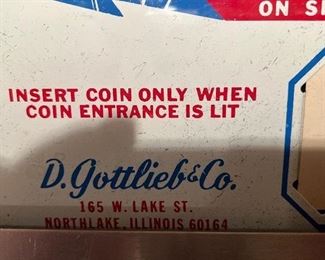 ON S
INSERT COIN ONLY WHEN
COIN ENTRANCE IS LIT
D. Gottlieb & Co.
165 W. LAKE ST.
NORTHLAKE, ILLINOIS 60164